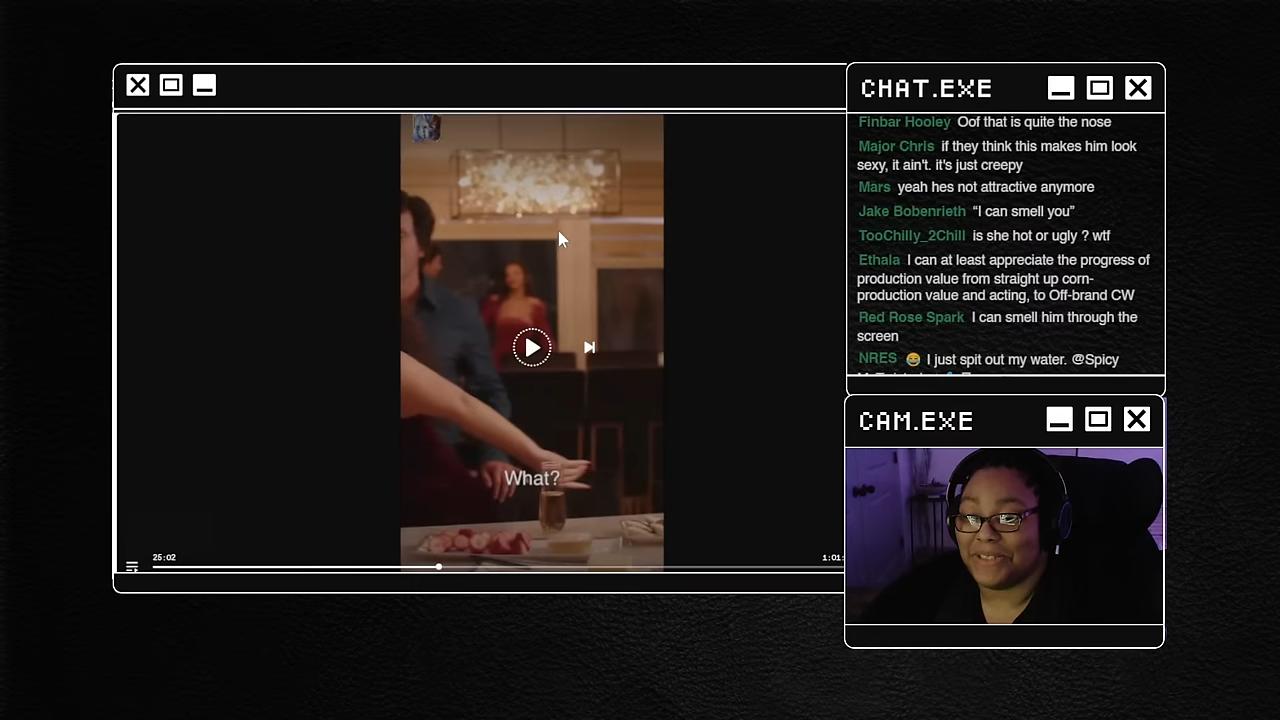 CHAT.EXE
Finbar Hooley Oof that is quite the nose
Major Chris if they think this makes him look
sexy, it ain't. it's just creepy
Mars yeah hes not attractive anymore
Jake Bobenrieth “I can smell you”
TooChilly_2Chill is she hot or ugly ? wtf
Ethala I can at least appreciate the progress of
production value from straight up corn-
production value and acting, to Off-brand CW
Red Rose Spark I can smell him through the
screen
NRES 😂 I just spit out my water. @Spicy
What?
25:02
1:01:
CAM.EXE